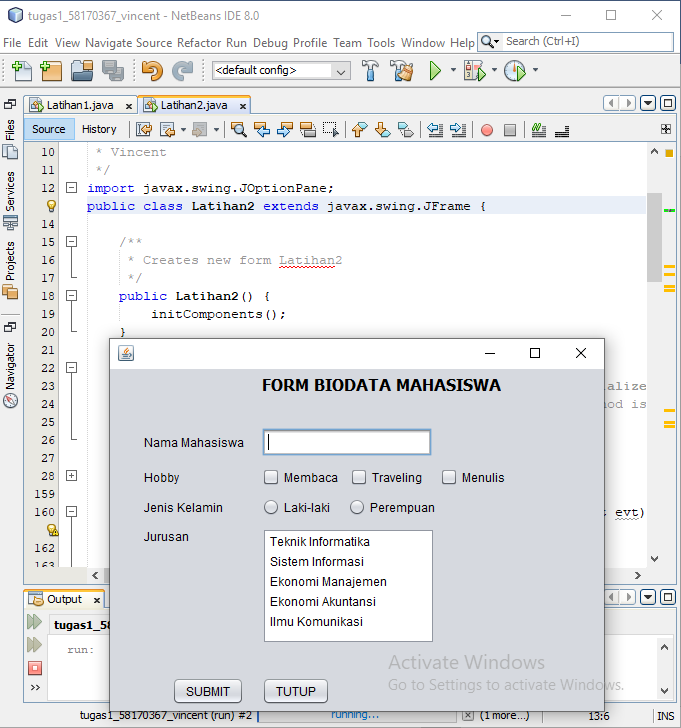 tugas1_58170367_vincent - NetBeans IDE 8.0
File Edit View Navigate Source Refactor Run Debug Profile Team Tools Window Help Search (Ctrl+I)
<default config>
Latihan1.java Latihan2.java
Source History
Files
Services
Projects
Navigator
10 * Vincent
11 */
12 import javax.swing.JOptionPane;
public class Latihan2 extends javax.swing.JFrame {
14
15 /**
16 * Creates new form Latihan2
17 */
18 public Latihan2() {
19 initComponents();
20 }
21
22
23
24
25
26
27
28
159
160 evt)
162
163
FORM BIODATA MAHASISWA
Nama Mahasiswa
Hobby Membaca Traveling Menulis
Jenis Kelamin Laki-laki Perempuan
Jurusan
Teknik Informatika
Sistem Informasi
Ekonomi Manajemen
Ekonomi Akuntansi
Ilmu Komunikasi
SUBMIT TUTUP
Output
tugas1_58
run:
Activate Windows
Go to Settings to activate Windows.
tugas1_58170367_vincent (run) #2 running... (1 more...) 13:6 INS